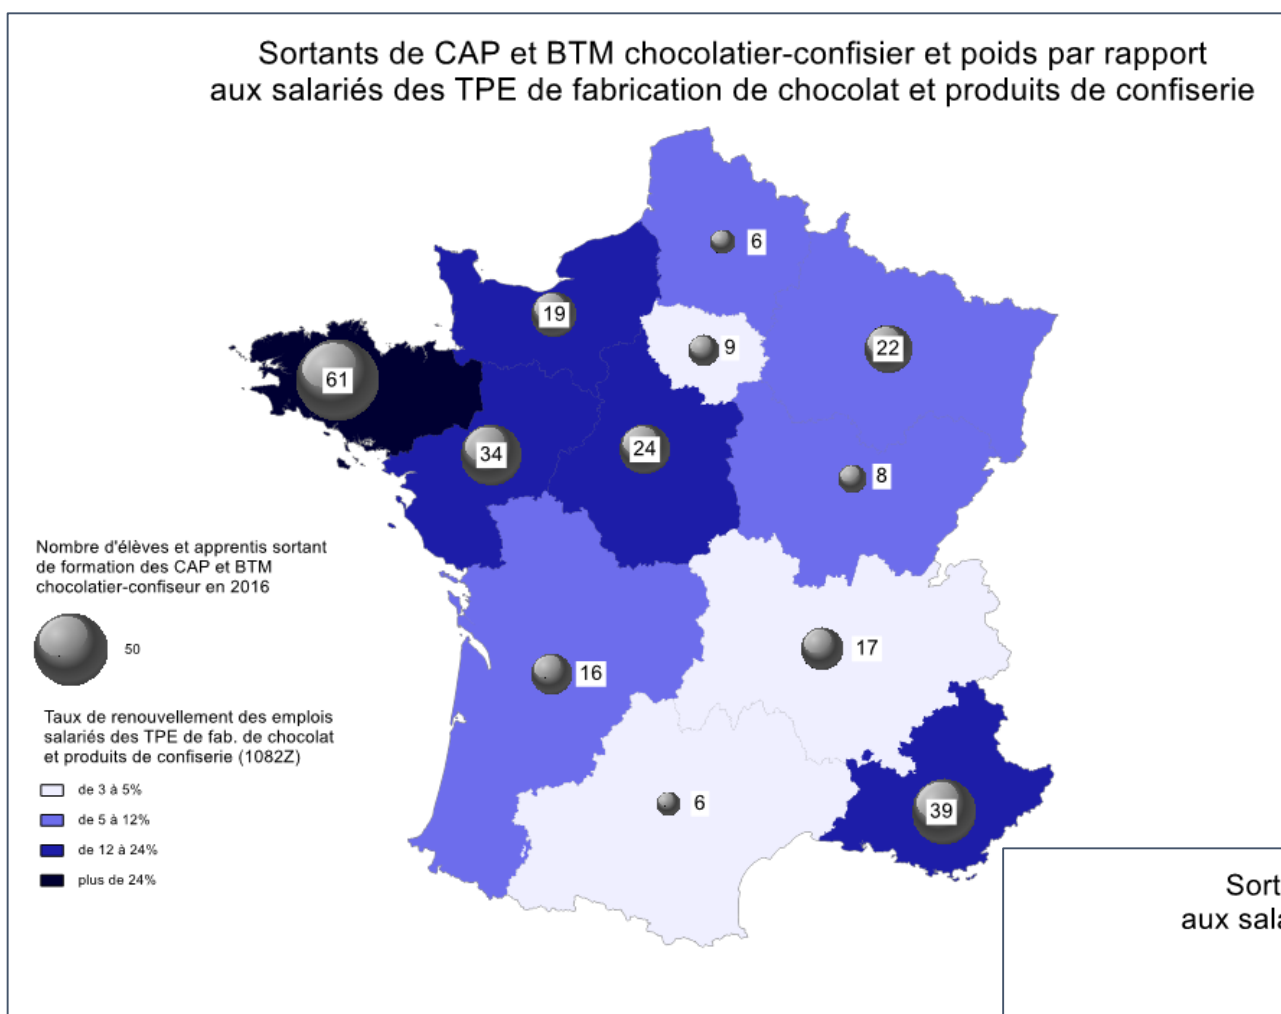 Sortants de CAP et BTM chocolatier-confisier et poids par rapport
aux salariés des TPE de fabrication de chocolat et produits de confiserie
6
19
9
22
61
34
24
8
Nombre d'élèves et apprentis sortant
de formation des CAP et BTM
chocolatier-confiseur en 2016
50
17
16
Taux de renouvellement des emplois
salariés des TPE de fab. de chocolat
et produits de confiserie (1082Z)
de 3 à 5%
de 5 à 12%
de 12 à 24%
plus de 24%
6
39
Sort
aux sala